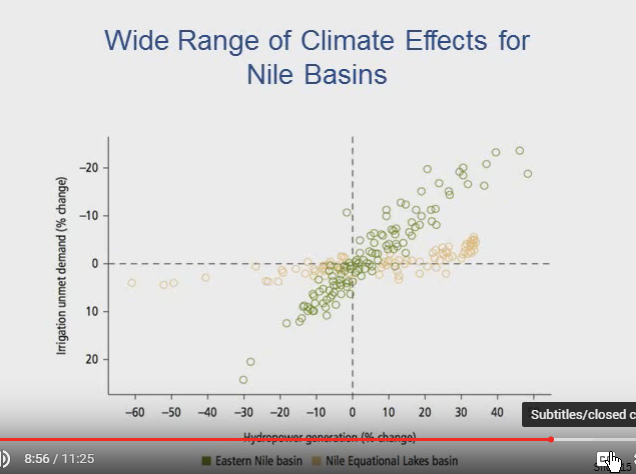 Wide Range of Climate Effects for
Nile Basins
Irrigation unmet demand (% change)
−20
−10
0
10
20
−60 −50 −40 −30 −20 −10 0 10 20 30 40
Hydropower generation (% change)
Eastern Nile basin Nile Equational Lakes basin
Subtitles/closed c
8:56 / 11:25